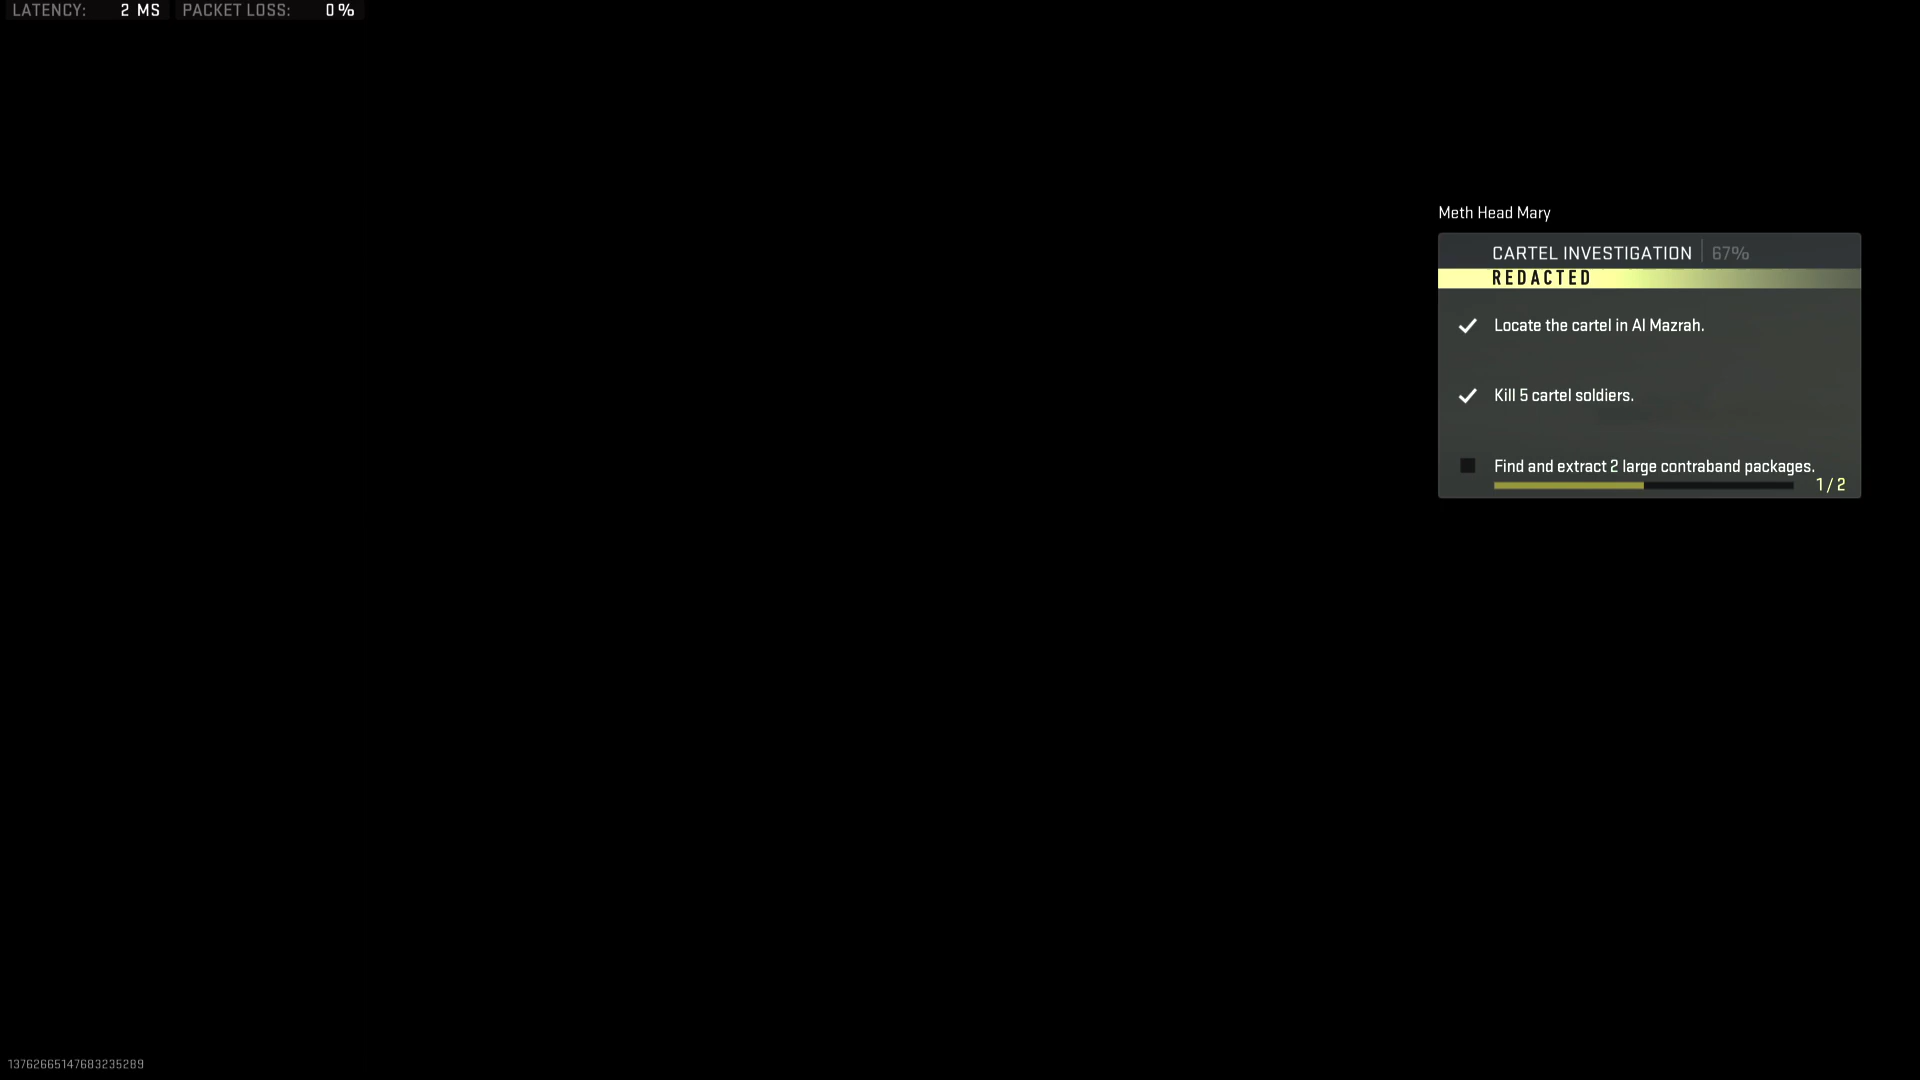 LATENCY: 2 MS PACKET LOSS: 0%
Meth Head Mary
CARTEL INVESTIGATION 67%
REDACTED
Locate the cartel in Al Mazrah.
Kill 5 cartel soldiers.
Find and extract 2 large contraband packages.
1/2
13762665147683235289